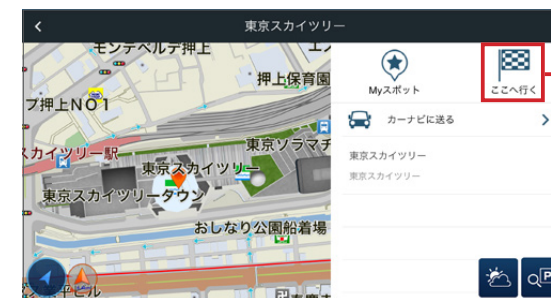 東京スカイツリー
モンテベルデ押上
押上保育園
プ押上NO1
カイツリー駅
東京ソラマチ
東京スカイツリー
東京スカイツリータウン
おしなり公園船着場
Myスポット
ここへ行く
カーナビに送る
東京スカイツリー
東京スカイツリー
P